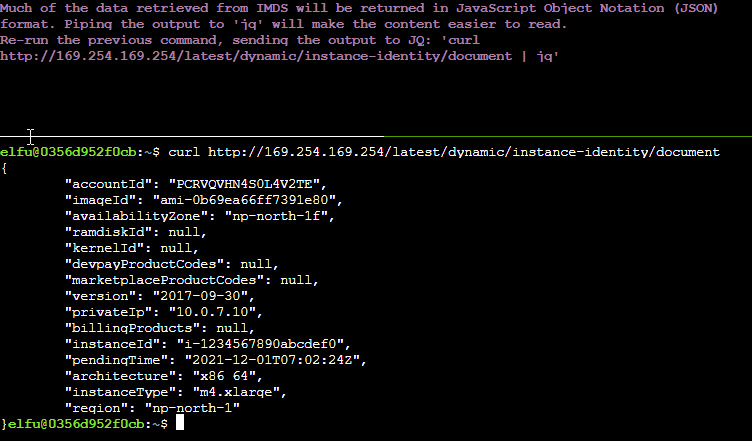 Much of the data retrieved from IMDS will be returned in JavaScript Object Notation (JSON)
format. Piping the output to 'jq' will make the content easier to read.
Re-run the previous command, sending the output to JQ: 'curl
http://169.254.169.254/latest/dynamic/instance-identity/document | jq'
elfu@0356d952f0cb:~$ curl http://169.254.169.254/latest/dynamic/instance-identity/document
{
"accountId": "PCRVQVHN4S0L4V2TE",
"imageId": "ami-0b69ea66ff7391e80",
"availabilityZone": "np-north-1f",
"ramdiskId": null,
"kernelId": null,
"devpayProductCodes": null,
"marketplaceProductCodes": null,
"version": "2017-09-30",
"privateIp": "10.0.7.10",
"billingProducts": null,
"instanceId": "i-1234567890abcdef0",
"pendingTime": "2021-12-01T07:02:24Z",
"architecture": "x86_64",
"instanceType": "m4.xlarge",
"region": "np-north-1"
}elfu@0356d952f0cb:~$